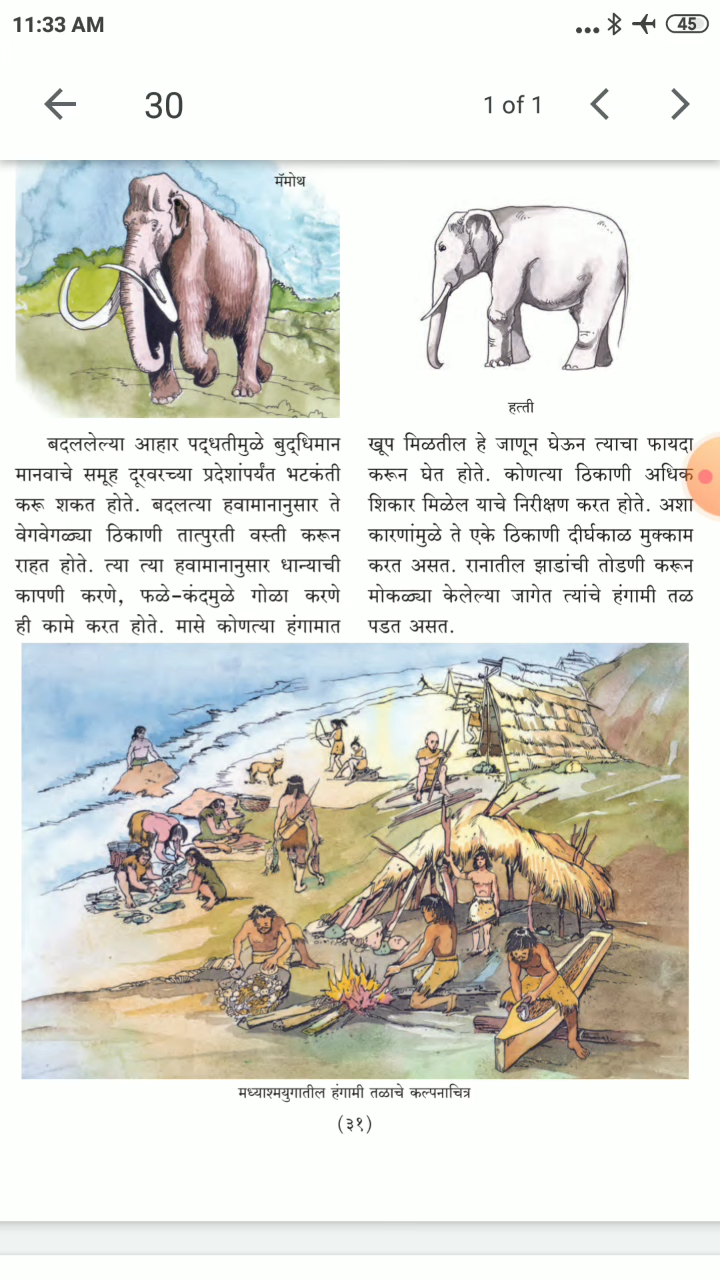 11:33 AM
45
30
1 of 1
मॅमोथ
हत्ती
बदललेल्या आहार पद्धतीमुळे बुद्धिमान
मानवाचे समूह दूरवरच्या प्रदेशांपर्यंत भटकंती
करू शकत होते. बदलत्या हवामानानुसार ते
वेगवेगळ्या ठिकाणी तात्पुरती वस्ती करून
राहत होते. त्या त्या हवामानानुसार धान्याची
कापणी करणे, फळे-कंदमुळे गोळा करणे
ही कामे करत होते. मासे कोणत्या हंगामात
खूप मिळतील हे जाणून घेऊन त्याचा फायदा
करून घेत होते. कोणत्या ठिकाणी अधिक
शिकार मिळेल याचे निरीक्षण करत होते. अशा
कारणांमुळे ते एके ठिकाणी दीर्घकाळ मुक्काम
करत असत. रानातील झाडांची तोडणी करून
मोकळ्या केलेल्या जागेत त्यांचे हंगामी तळ
पडत असत.
मध्याश्मयुगातील हंगामी तळाचे कल्पनाचित्र
(३१)